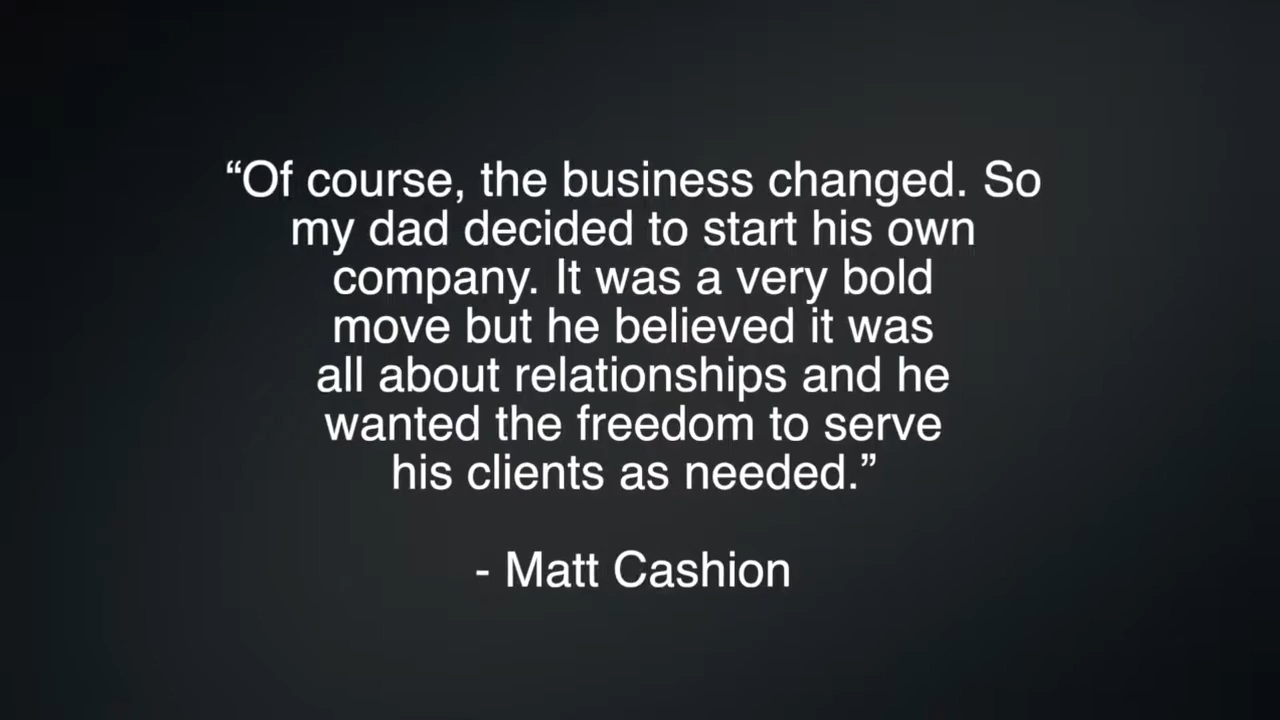 “Of course, the business changed. So
my dad decided to start his own
company. It was a very bold
move but he believed it was
all about relationships and he
wanted the freedom to serve
his clients as needed.”
- Matt Cashion